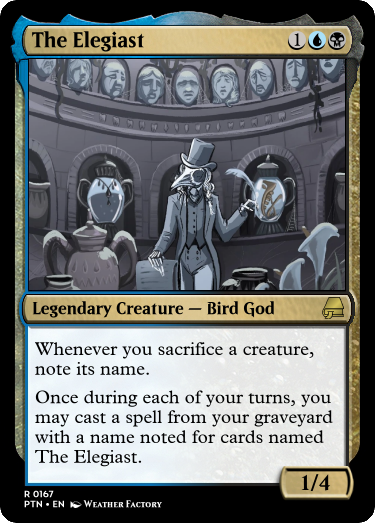 The Elegiast 1
Legendary Creature — Bird God
Whenever you sacrifice a creature,
note its name.
Once during each of your turns, you
may cast a spell from your graveyard
with a name noted for cards named
The Elegiast.
1/4
R 0167
PTN • EN Weather Factory